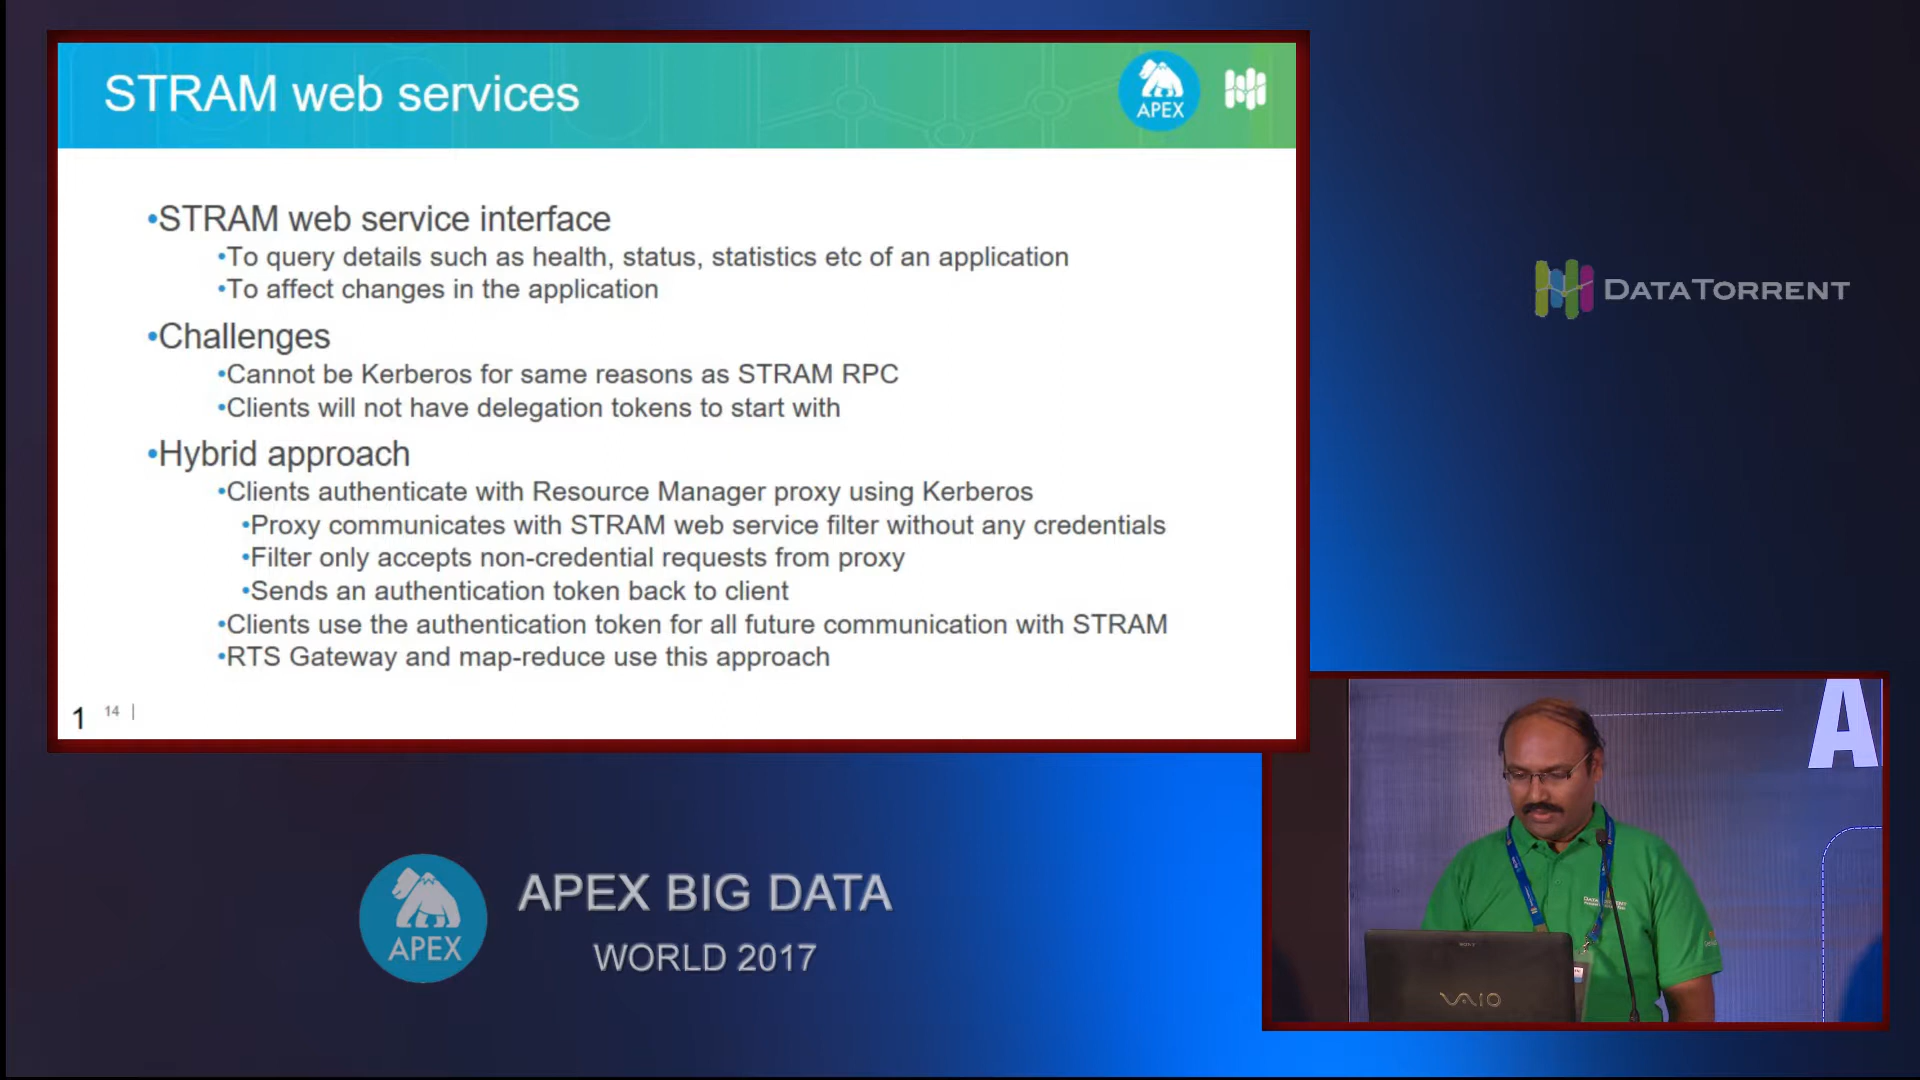 STRAM web services
APEX
•STRAM web service interface
•To query details such as health, status, statistics etc of an application
•To affect changes in the application
•Challenges
•Cannot be Kerberos for same reasons as STRAM RPC
•Clients will not have delegation tokens to start with
•Hybrid approach
•Clients authenticate with Resource Manager proxy using Kerberos
•Proxy communicates with STRAM web service filter without any credentials
•Filter only accepts non-credential requests from proxy
•Sends an authentication token back to client
•Clients use the authentication token for all future communication with STRAM
•RTS Gateway and map-reduce use this approach
1 14 |
DATATORRENT
APEX
APEX BIG DATA
WORLD 2017
A
VAIO